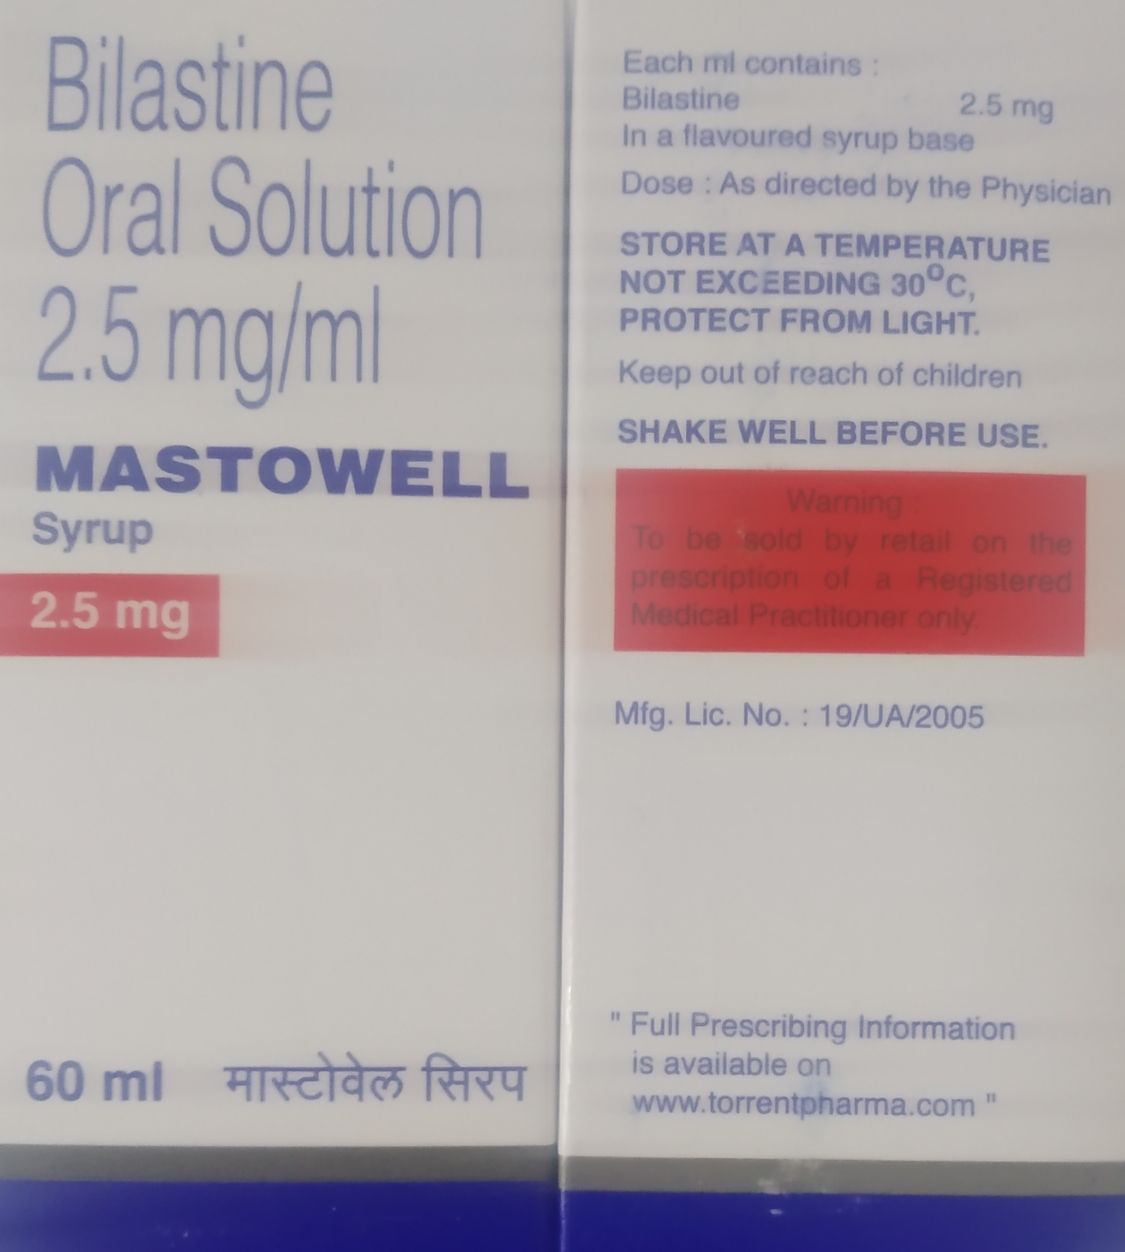 Bilastine
Oral Solution
2.5 mg/ml
MASTOWELL
Syrup
2.5 mg
60 ml मास्टोवेल सिरप
Each ml contains :
Bilastine 2.5 mg
In a flavoured syrup base
Dose : As directed by the Physician
STORE AT A TEMPERATURE
NOT EXCEEDING 30⁰C,
PROTECT FROM LIGHT.
Keep out of reach of children
SHAKE WELL BEFORE USE.
Warning :
To be sold by retail on the
prescription of a Registered
Medical Practitioner only.
Mfg. Lic. No. : 19/UA/2005
" Full Prescribing Information
is available on
www.torrentpharma.com "